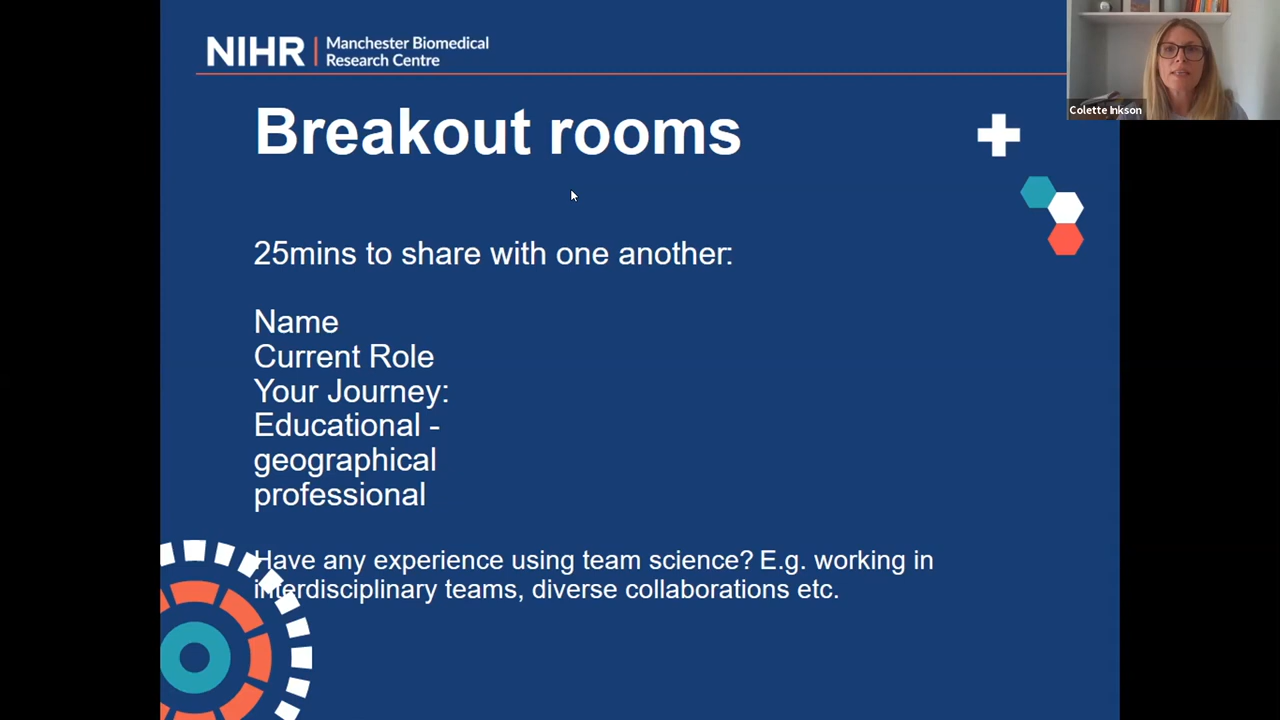 NIHR | Manchester Biomedical
Research Centre
Colette Inkson
Breakout rooms
25mins to share with one another:
Name
Current Role
Your Journey:
Educational -
geographical
professional
Have any experience using team science? E.g. working in
interdisciplinary teams, diverse collaborations etc.